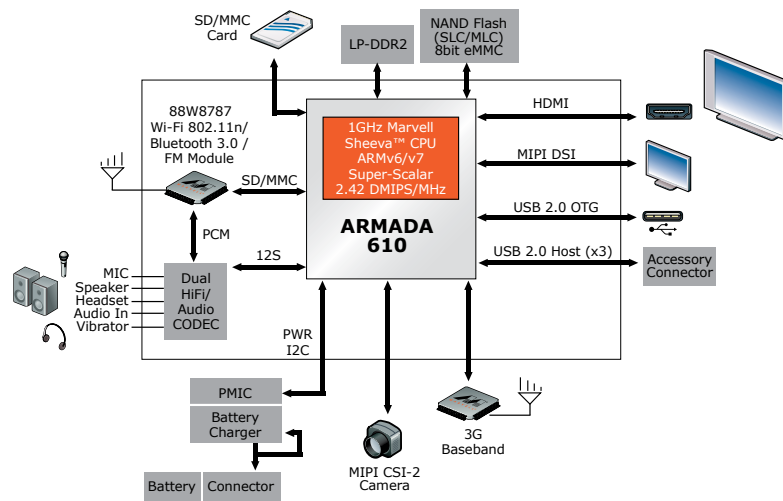 SD/MMC
Card
LP-DDR2
NAND Flash
(SLC/MLC)
8bit eMMC
88W8787
Wi-Fi 802.11n/
Bluetooth 3.0 /
FM Module
1GHz Marvell
Sheeva™ CPU
ARMv6/v7
Super-Scalar
2.42 DMIPS/MHz
ARMADA
610
HDMI
MIPI DSI
USB 2.0 OTG
USB 2.0 Host (x3)
Accessory
Connector
SD/MMC
PCM
12S
MIC
Speaker
Headset
Audio In
Vibrator
Dual
HiFi/
Audio
CODEC
PWR
I2C
PMIC
Battery
Charger
Battery
Connector
MIPI CSI-2
Camera
3G
Baseband